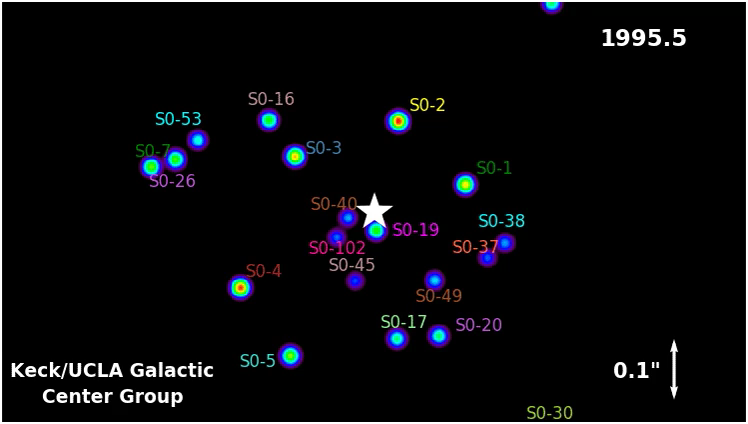 1995.5
S0-16
S0-2
S0-53
S0-7
S0-3
S0-26
S0-1
S0-40
S0-38
S0-19
S0-102
S0-37
S0-45
S0-4
S0-49
S0-17
S0-20
S0-5
Keck/UCLA Galactic
Center Group
0.1"
S0-30